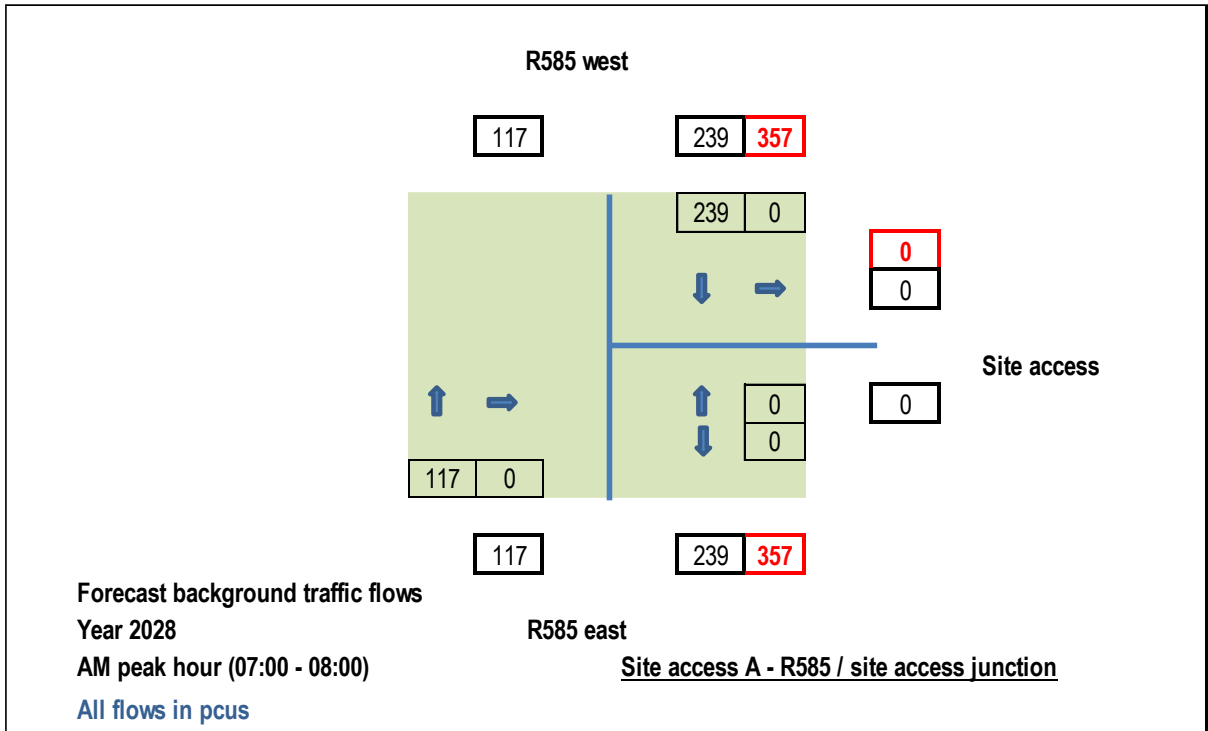 R585 west
117 239 357
239 0
0
0
Site access
0 0
0
117 0
117 239 357
Forecast background traffic flows
Year 2028 R585 east
AM peak hour (07:00 - 08:00) Site access A - R585 / site access junction
All flows in pcus